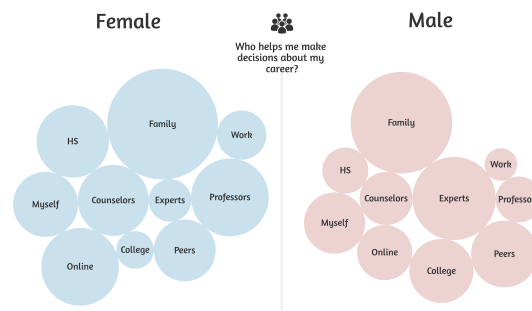 Female
Male
Who helps me make
decisions about my
career?
Family
HS
Work
Myself
Counselors
Experts
Professors
Online
College
Peers
Family
HS
Work
Counselors
Experts
Professo
Myself
Online
College
Peers